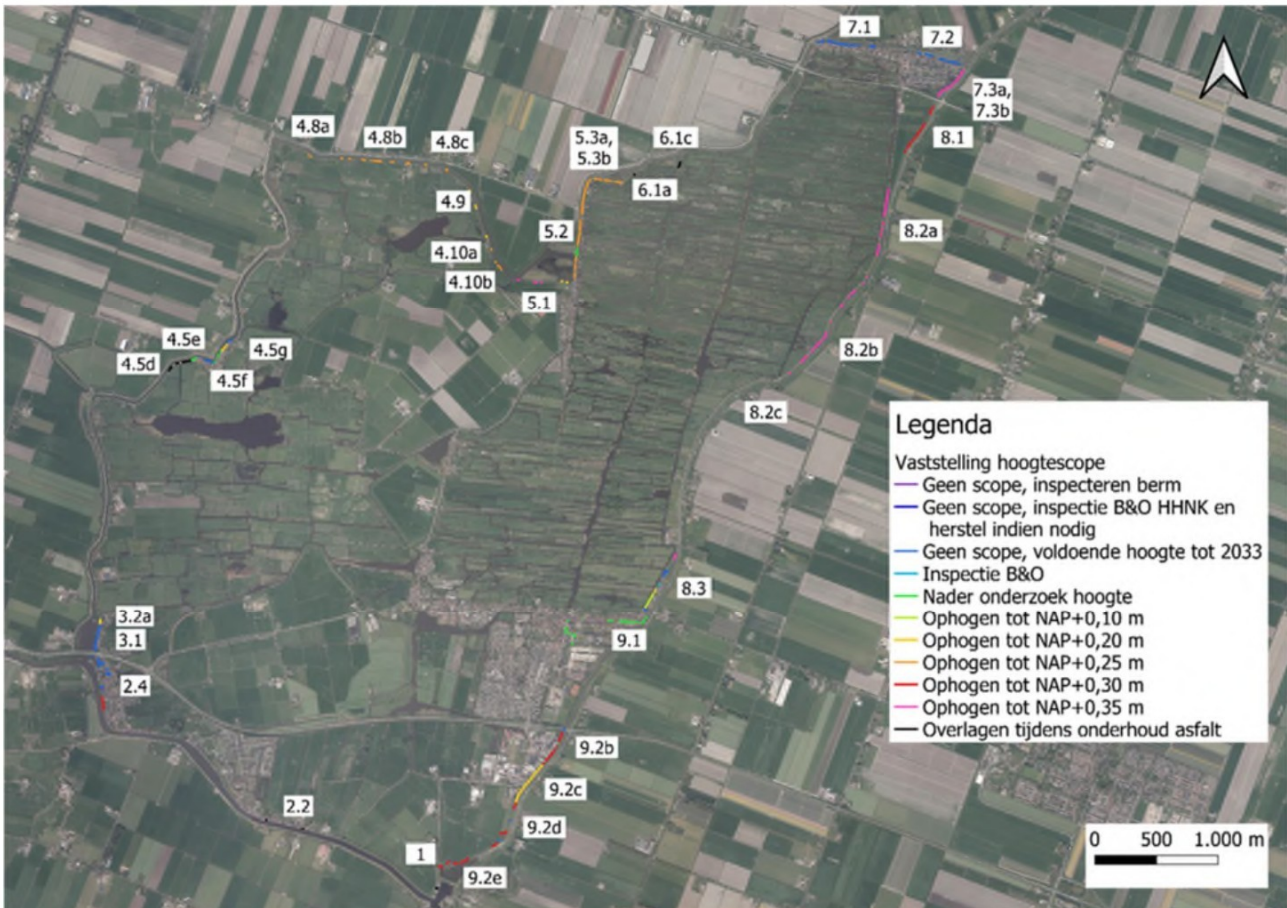 7.1
7.2
7.3a,
7.3b
8.1
4.8a
4.8b
4.8c
5.3a,
5.3b
6.1c
6.1a
4.9
5.2
8.2a
4.10a
4.10b
5.1
4.5e
4.5d
4.5g
4.5f
8.2b
8.2c
Legenda
Vaststelling hoogtescope
Geen scope, inspecteren berm
Geen scope, inspectie B&O HHNK en
herstel indien nodig
Geen scope, voldoende hoogte tot 2033
Inspectie B&O
Nader onderzoek hoogte
Ophogen tot NAP+0,10 m
Ophogen tot NAP+0,20 m
Ophogen tot NAP+0,25 m
Ophogen tot NAP+0,30 m
Ophogen tot NAP+0,35 m
Overlagen tijdens onderhoud asfalt
8.3
3.2a
3.1
9.1
2.4
9.2b
9.2c
2.2
9.2d
1
9.2e
0 500 1.000 m